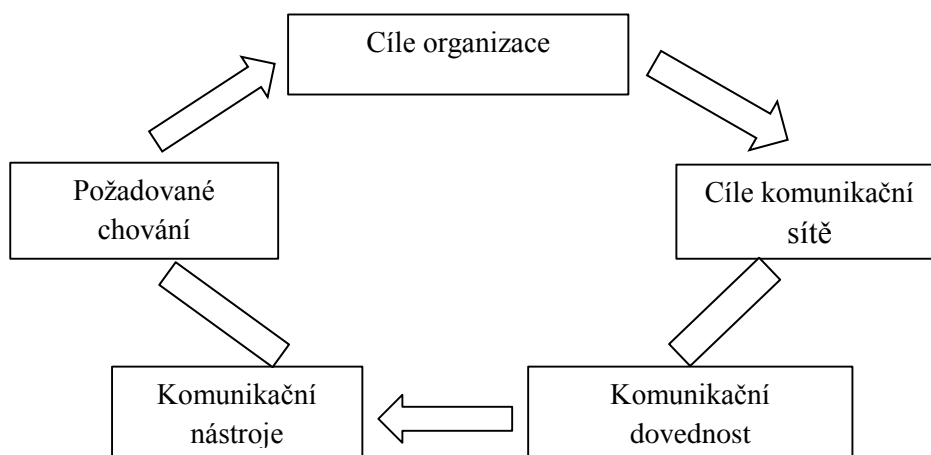 Cíle organizace
Požadované
chování
Cíle komunikační
sítě
Komunikační
nástroje
Komunikační
dovednost